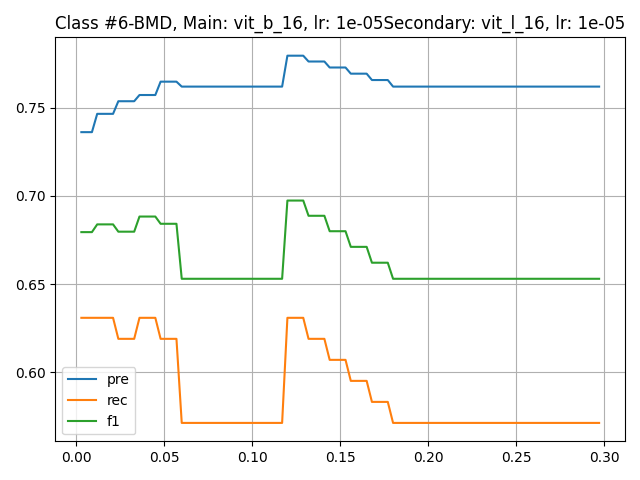 Class #6-BMD, Main: vit_b_16, lr: 1e-05Secondary: vit_l_16, lr: 1e-05
0.75
0.70
0.65
0.60
pre
rec
f1
0.00 0.05 0.10 0.15 0.20 0.25 0.30